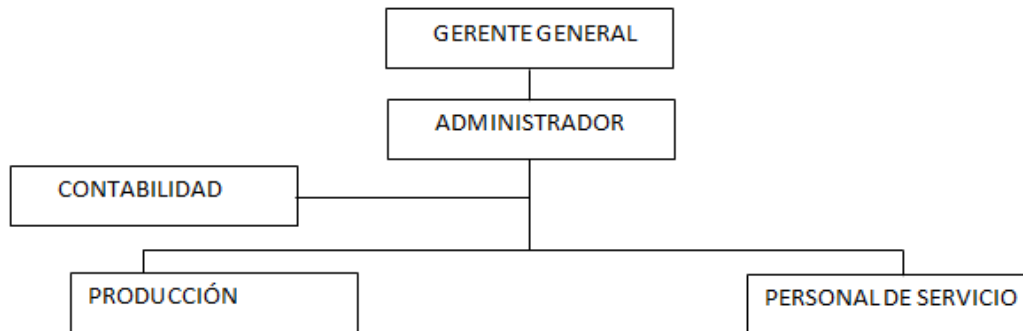 GERENTE GENERAL
ADMINISTRADOR
CONTABILIDAD
PRODUCCIÓN
PERSONAL DE SERVICIO